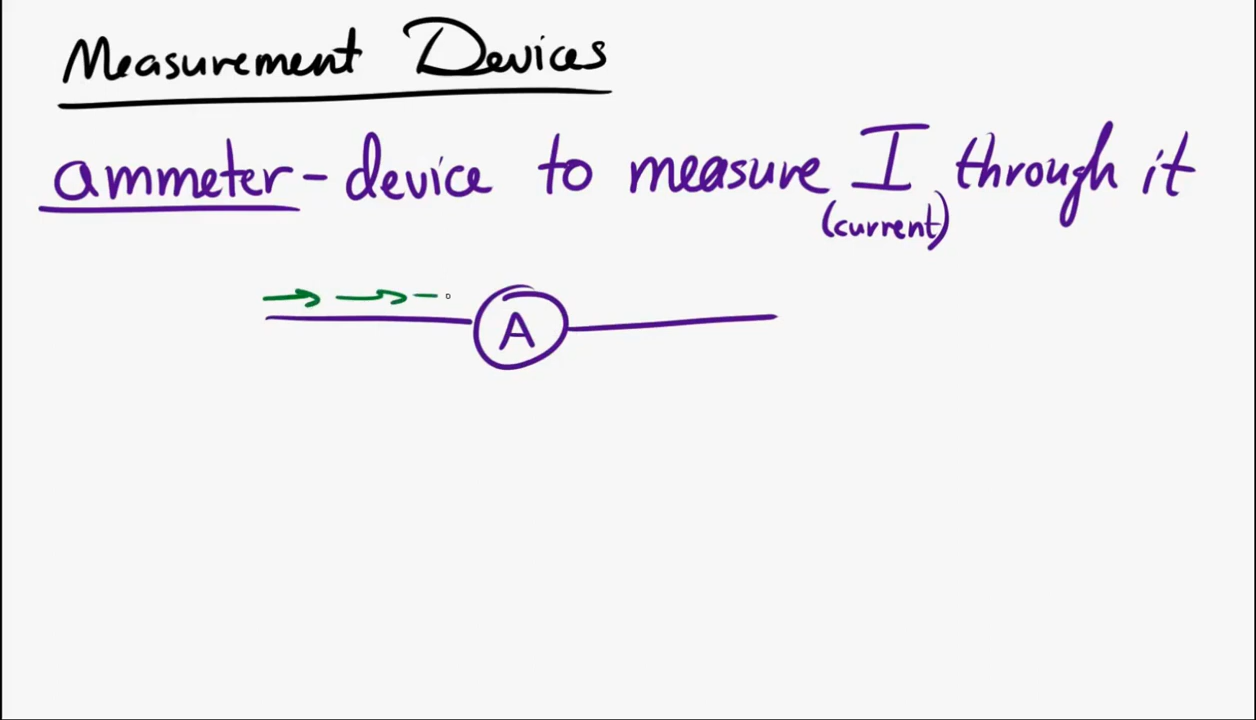 Measurement Devices
ammeter - device to measure I through it
(current)
A